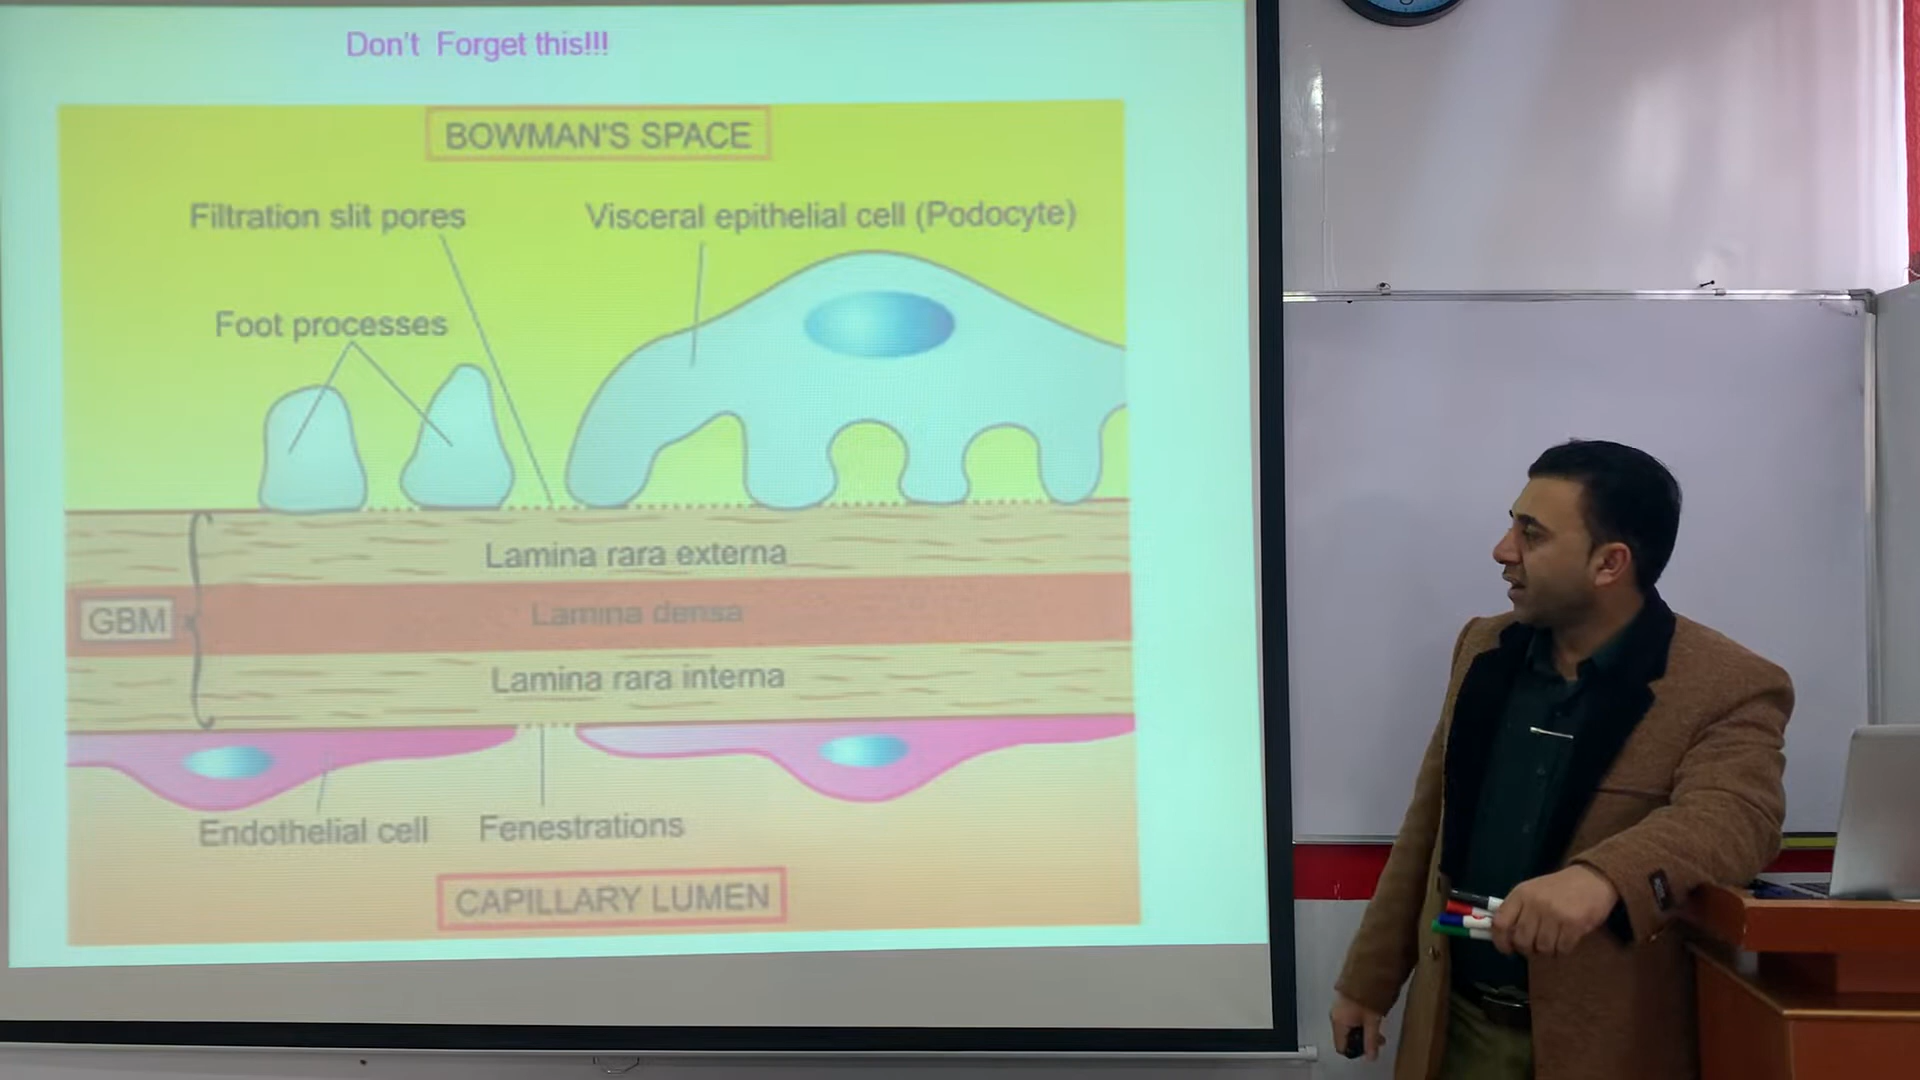 Don't Forget this!!!
BOWMAN'S SPACE
Filtration slit pores
Visceral epithelial cell (Podocyte)
Foot processes
Lamina rara externa
GBM
Lamina densa
Lamina rara interna
Endothelial cell
Fenestrations
CAPILLARY LUMEN